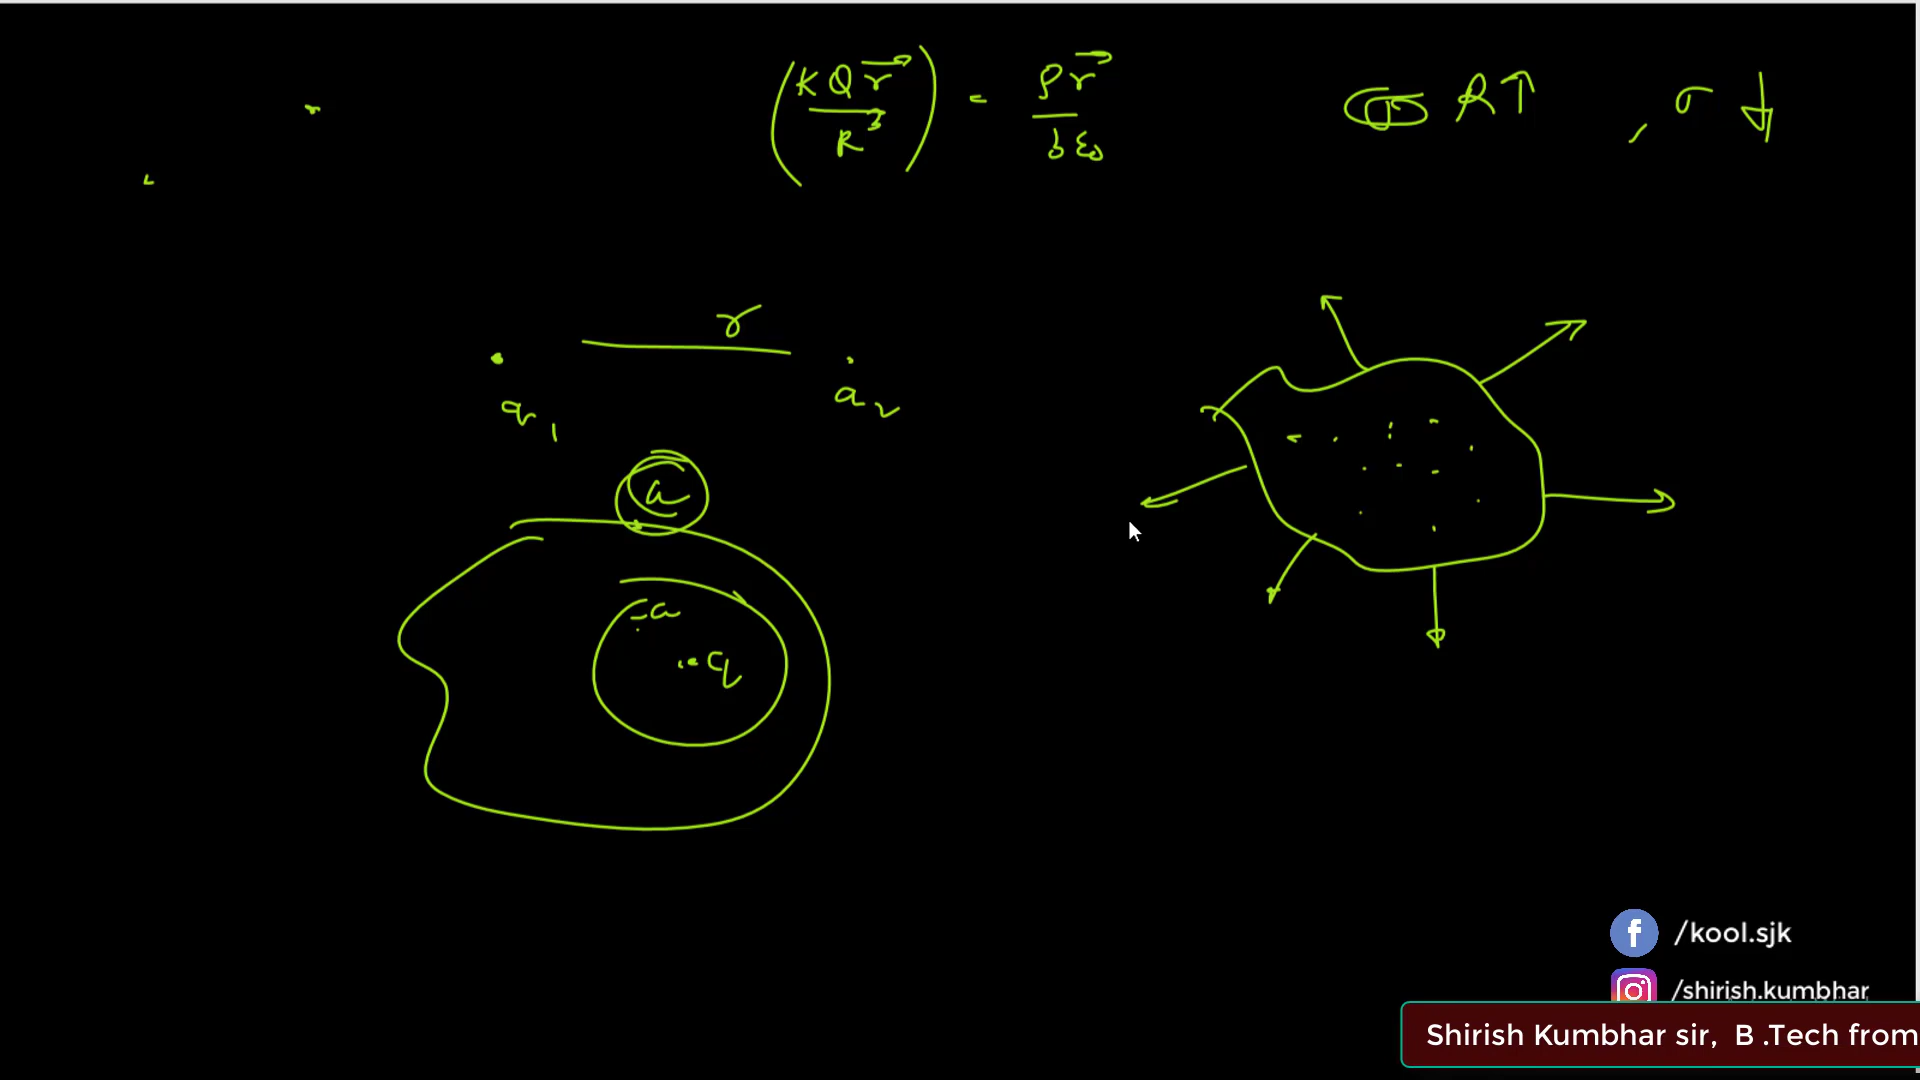 (KQr⃗ / R³) = ρr⃗ / 3ε₀
R↑ , σ ↓
r
q₁
q₂
q
-q
q
/kool.sjk
/shirish.kumbhar
Shirish Kumbhar sir, B .Tech from